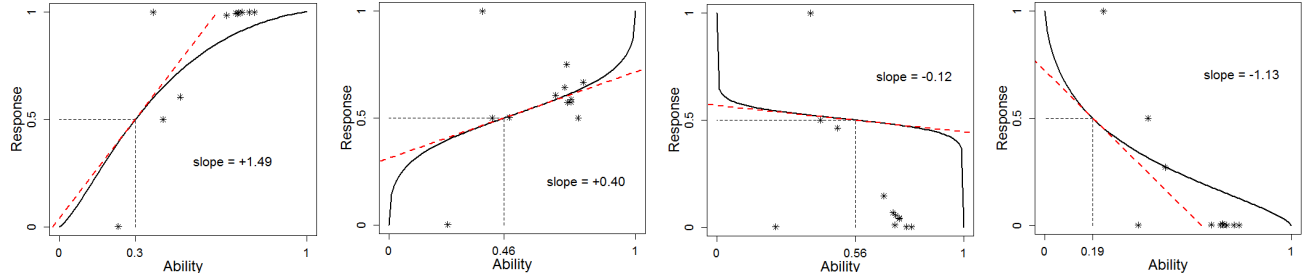 1
0.5
0
Response
slope = +1.49
0
0.3
1
Ability
1
0.5
0
Response
slope = +0.40
0
0.46
1
Ability
1
0.5
0
Response
slope = -0.12
0
0.56
1
Ability
1
0.5
0
Response
slope = -1.13
0
0.19
1
Ability